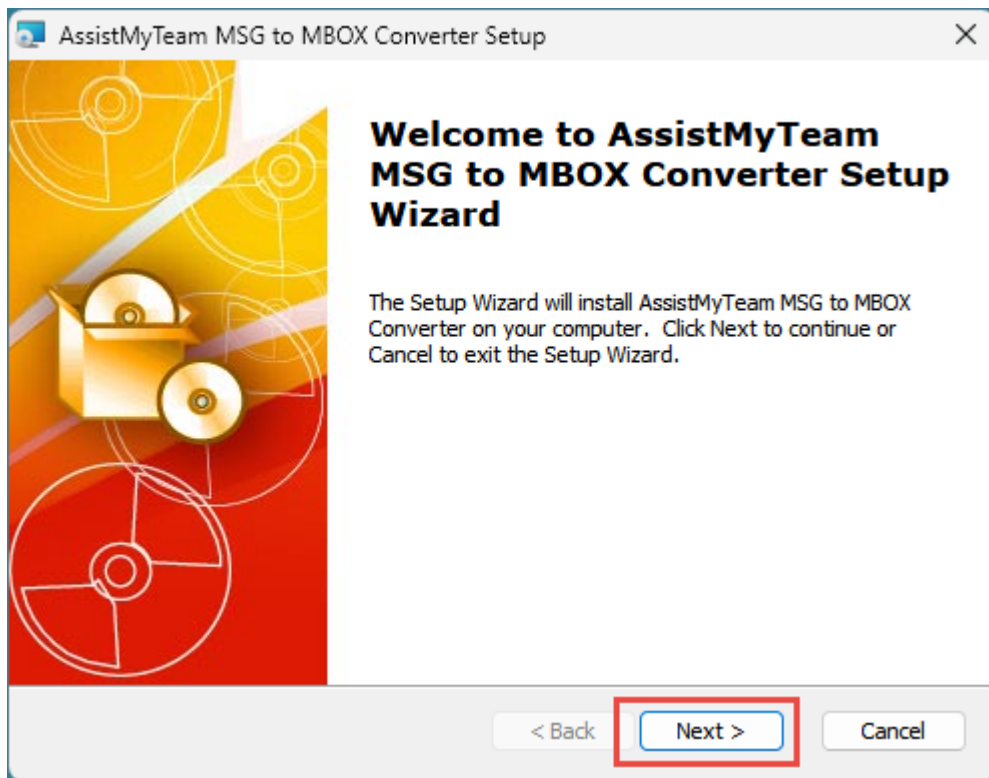 AssistMyTeam MSG to MBOX Converter Setup
Welcome to AssistMyTeam
MSG to MBOX Converter Setup
Wizard
The Setup Wizard will install AssistMyTeam MSG to MBOX
Converter on your computer. Click Next to continue or
Cancel to exit the Setup Wizard.
< Back
Next >
Cancel